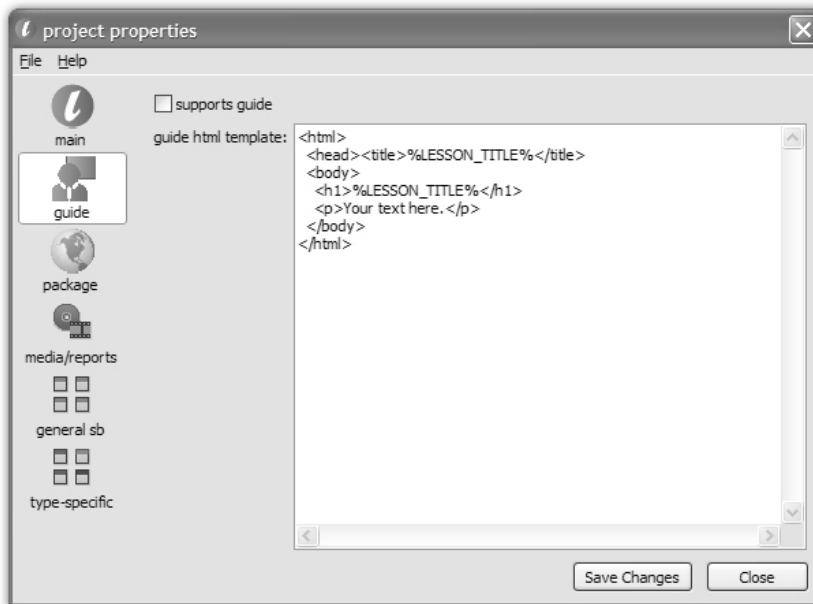 project properties
File Help
main
guide
package
media/reports
general sb
type-specific
supports guide
guide html template:
<html>
<head><title>%LESSON_TITLE%</title>
<body>
<h1>%LESSON_TITLE%</h1>
<p>Your text here.</p>
</body>
</html>
Save Changes Close